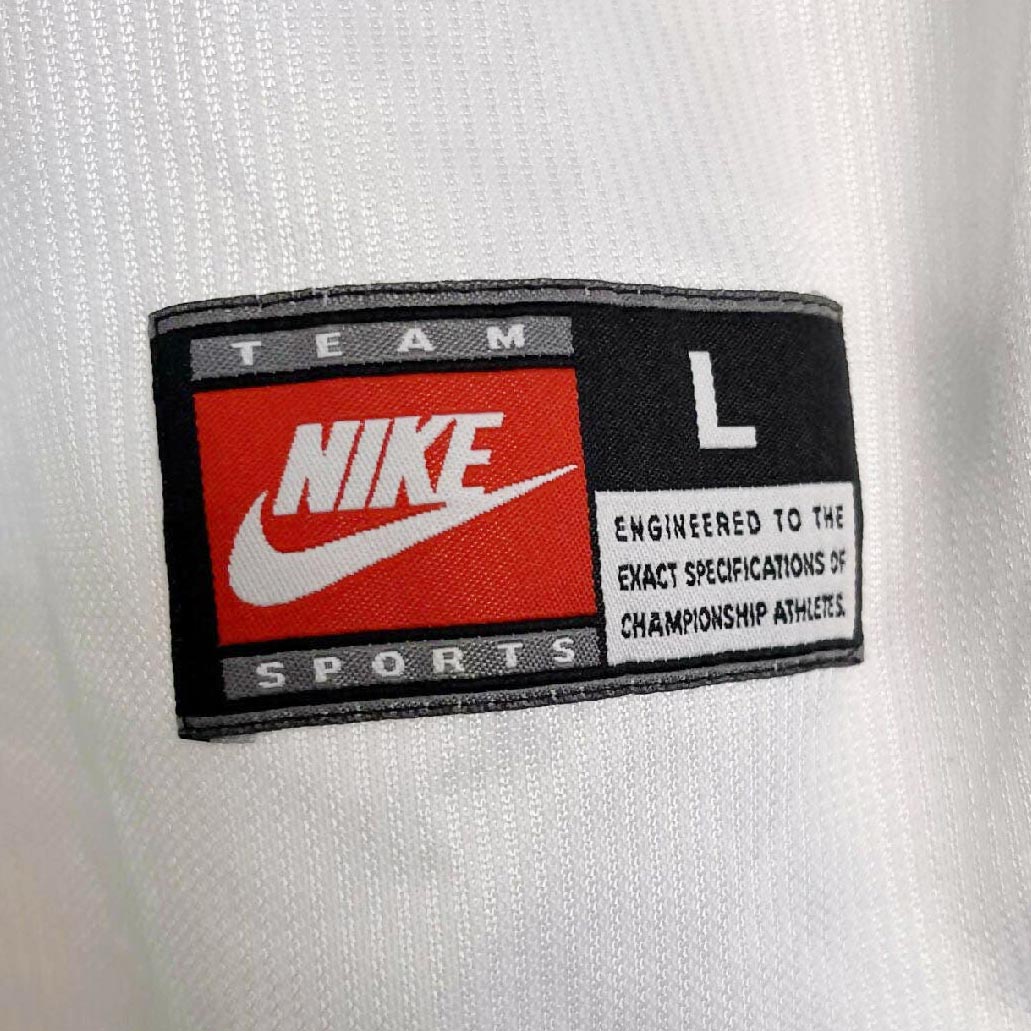 TEAM
NIKE
SPORTS
L
ENGINEERED TO THE
EXACT SPECIFICATIONS OF
CHAMPIONSHIP ATHLETES.